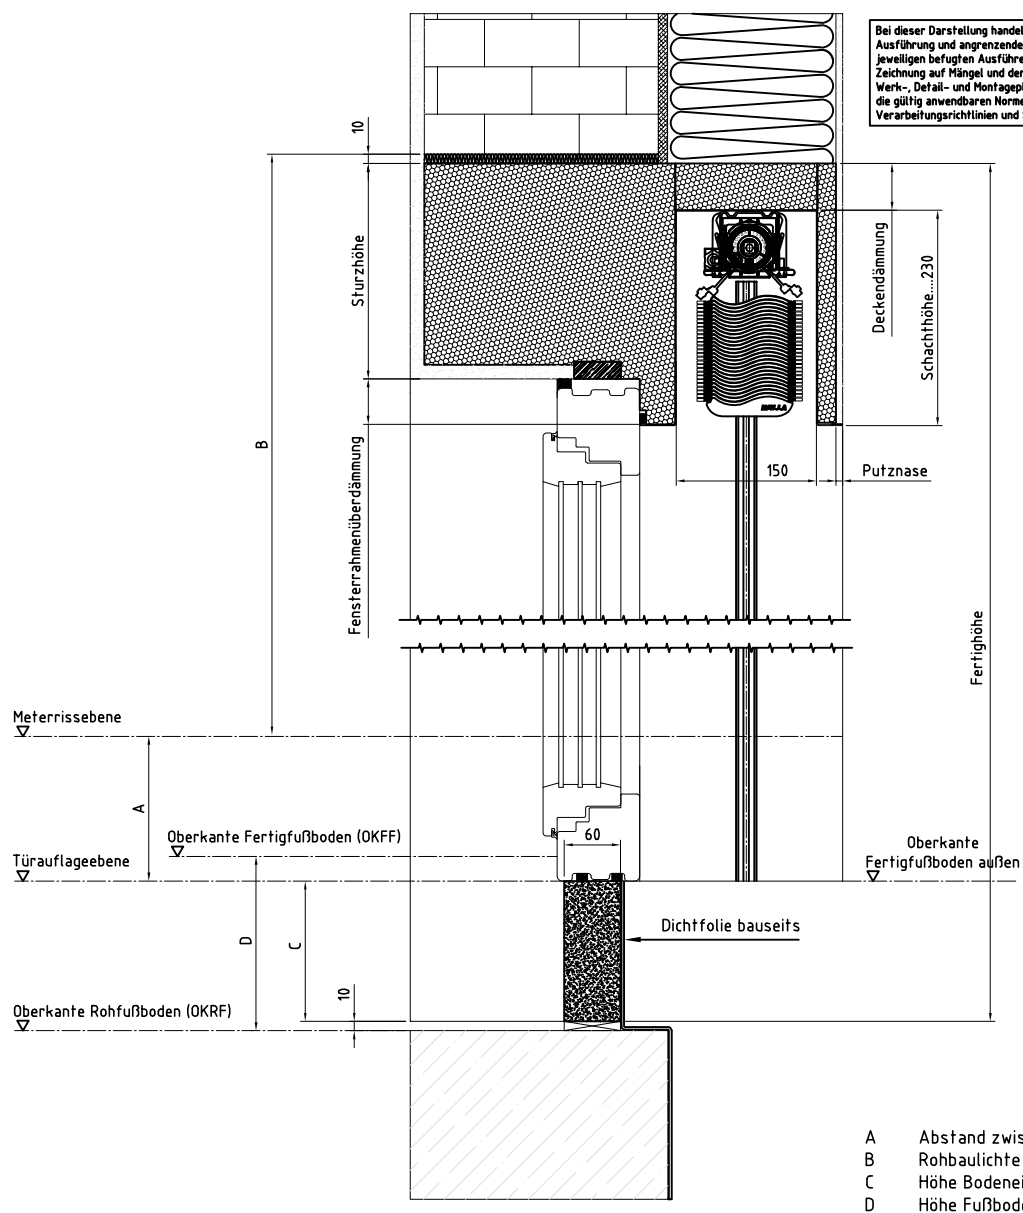 Bei dieser Darstellung handel
Ausführung und angrenzende
jeweiligen befugten Ausführe
Zeichnung auf Mängel und der
Werk-, Detail- und Montagepl
die gültig anwendbaren Norme
Verarbeitungsrichtlinien und
10
Sturzhöhe
Deckendämmung
Schachthöhe....230
B
Fensterrahmenüberdämmung
150
Putznase
Fertighöhe
Meterrissebene
A
Oberkante Fertigfußboden (OKFF)
60
Oberkante
Fertigfußboden außen
Türauflageebene
D
C
Dichtfolie bauseits
10
Oberkante Rohfußboden (OKRF)
A Abstand zwis
B Rohbaulichte
C Höhe Bodenei
D Höhe Fußbod